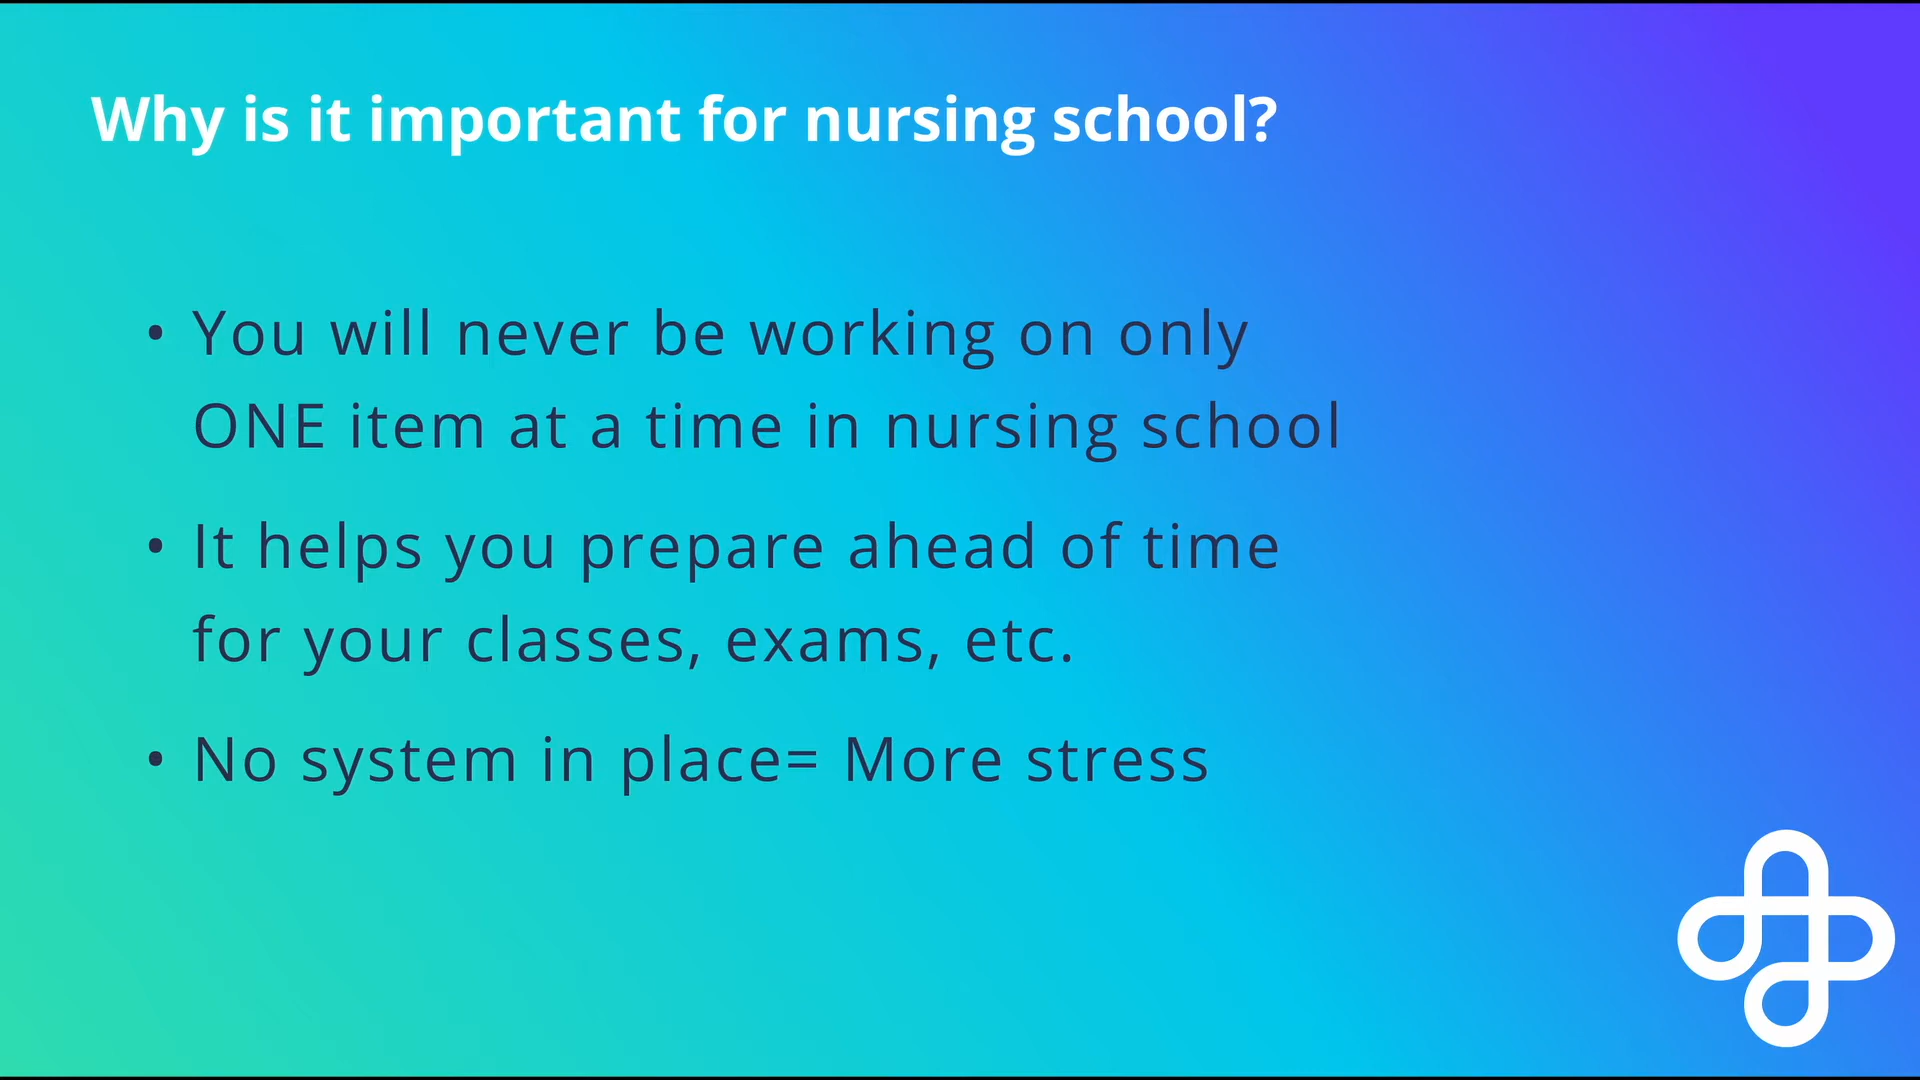 Why is it important for nursing school?
• You will never be working on only
ONE item at a time in nursing school
• It helps you prepare ahead of time
for your classes, exams, etc.
• No system in place= More stress